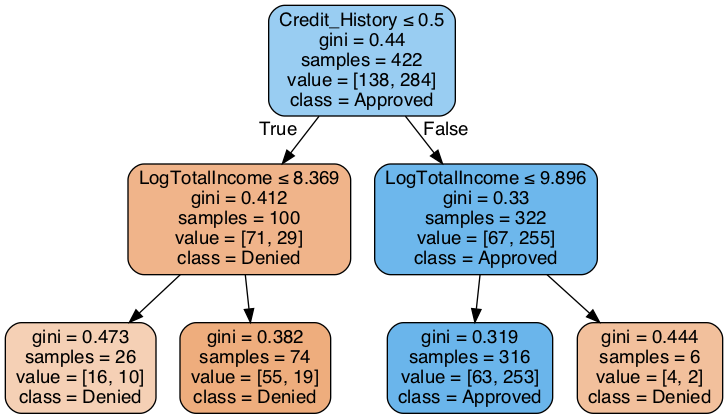 Credit_History ≤ 0.5
gini = 0.44
samples = 422
value = [138, 284]
class = Approved
True
False
LogTotalIncome ≤ 8.369
gini = 0.412
samples = 100
value = [71, 29]
class = Denied
LogTotalIncome ≤ 9.896
gini = 0.33
samples = 322
value = [67, 255]
class = Approved
gini = 0.473
samples = 26
value = [16, 10]
class = Denied
gini = 0.382
samples = 74
value = [55, 19]
class = Denied
gini = 0.319
samples = 316
value = [63, 253]
class = Approved
gini = 0.444
samples = 6
value = [4, 2]
class = Denied